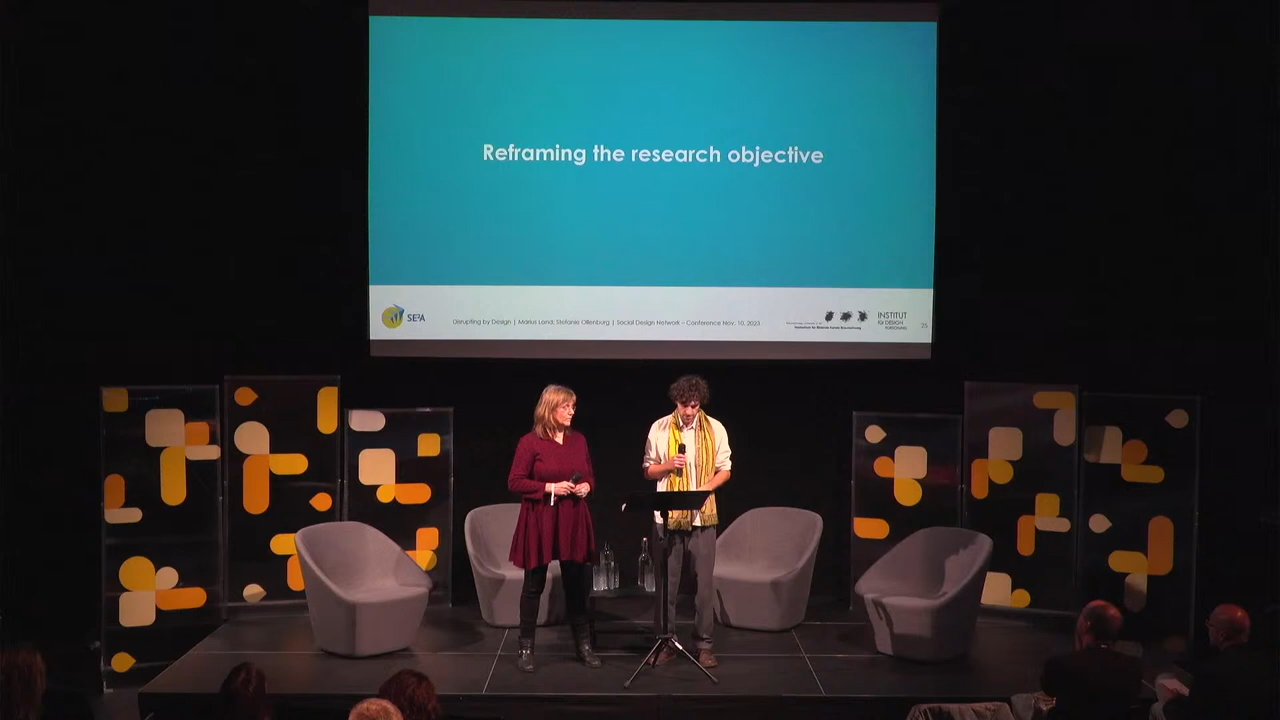 Reframing the research objective
SE²A
Disrupting by Design | Marius Land, Stefanie Ollenburg | Social Design Network – Conference Nov. 10, 2023
INSTITUT
für DESIGN
FORSCHUNG
25